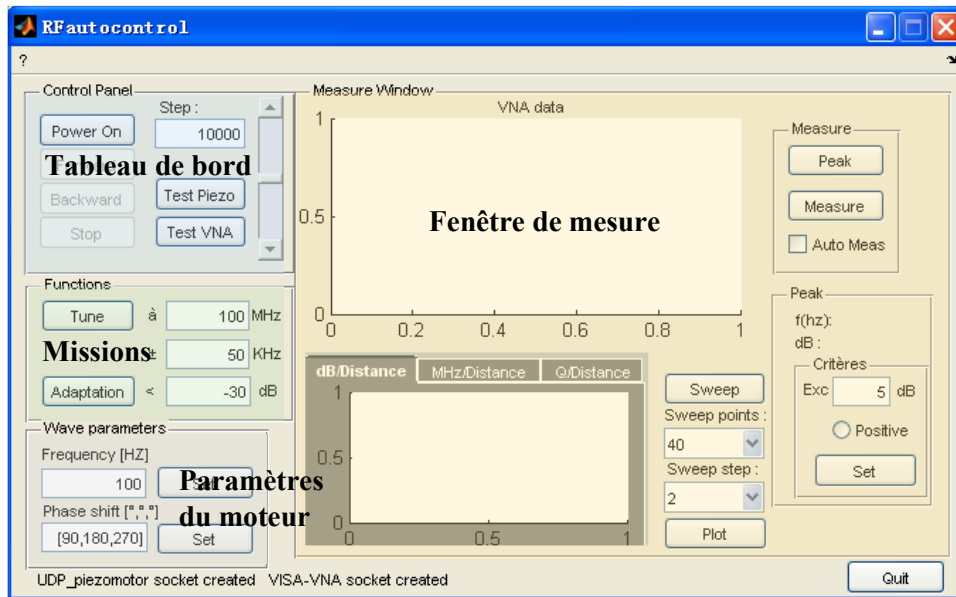 RFautocontrol
?
Control Panel
Step :
Power On
10000
Tableau de bord
Backward
Test Piezo
Stop
Test VNA
Functions
Tune à 100 MHz
Missions ± 50 KHz
Adaptation < -30 dB
Wave parameters
Frequency [HZ]
100
Paramètres
du moteur
Phase shift [°,°,°]
[90,180,270]
Set
Measure Window
VNA data
1
0.5
0
0 0.2 0.4 0.6 0.8 1
Fenêtre de mesure
Measure
Peak
Measure
Auto Meas
Peak
f(hz):
dB :
Critères
Exc 5 dB
Positive
Set
dB/Distance MHz/Distance Q/Distance
1
0.5
0
0 0.5 1
Sweep
Sweep points :
40
Sweep step :
2
Plot
UDP_piezomotor socket created VISA-VNA socket created
Quit